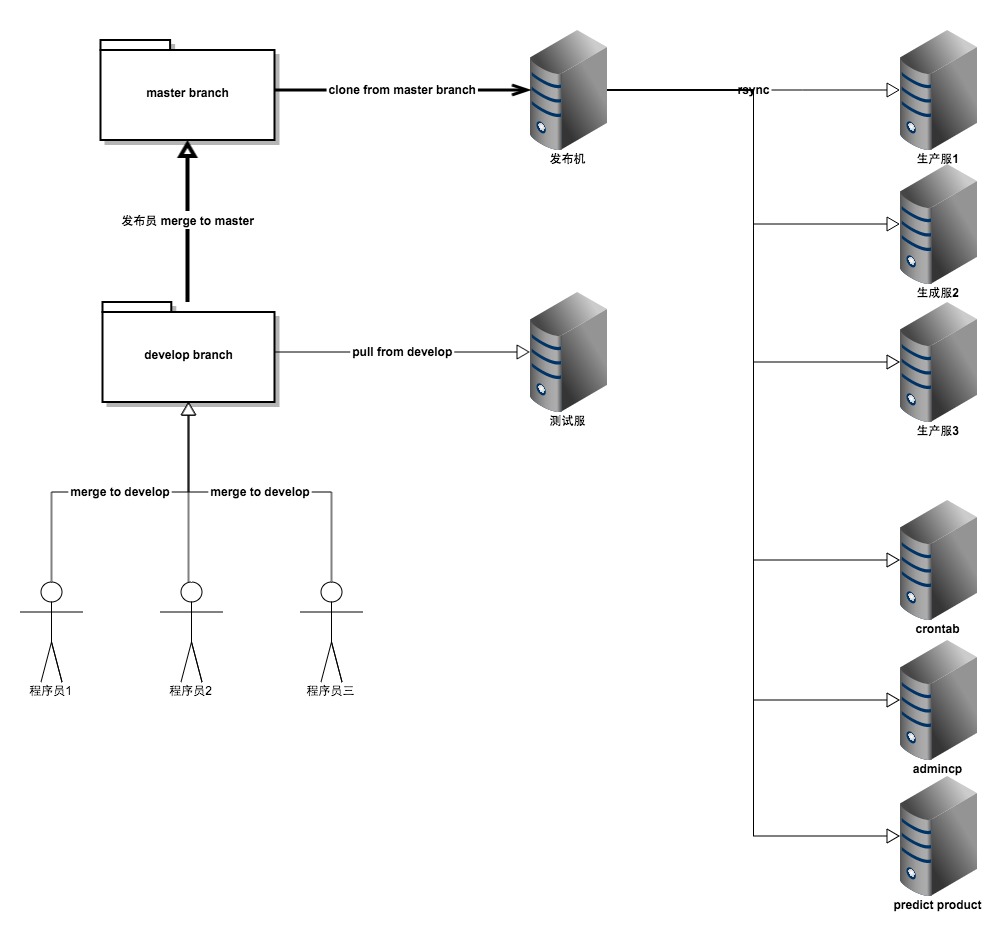 master branch
clone from master branch
发布机
rsync
生产服1
发布员 merge to master
生成服2
develop branch
pull from develop
测试服
生产服3
merge to develop
merge to develop
程序员1
程序员2
程序员三
crontab
admincp
predict product